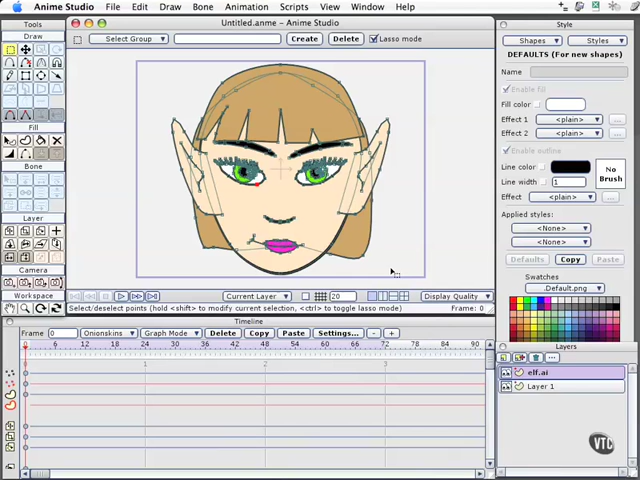 Anime Studio File Edit Draw Bone Animation Scripts View Window Help
Untitled.anme - Anime Studio
Tools
Draw
Fill
Bone
Layer
Camera
Workspace
Select Group
Create
Delete
Lasso mode
Current Layer
20
Display Quality
Select/deselect points (hold <shift> to modify current selection, <ctrl> to toggle lasso mode)
Frame: 0
Style
Shapes
Styles
DEFAULTS (For new shapes)
Name
Enable fill
Fill color
Effect 1 <plain> ...
Effect 2 <plain> ...
Enable outline
Line color
Line width 1
No Brush
Effect <plain> ...
Applied styles:
<None>
<None>
Defaults Copy Paste
Swatches
.Default.png
Timeline
Frame 0
Onionskins
Graph Mode
Delete
Copy
Paste
Settings...
- +
0 6 12 18 24 30 36 42 48 54 60 66 72 78 84 90
0 1 2 3
Layers
elf.ai
Layer 1
VTC